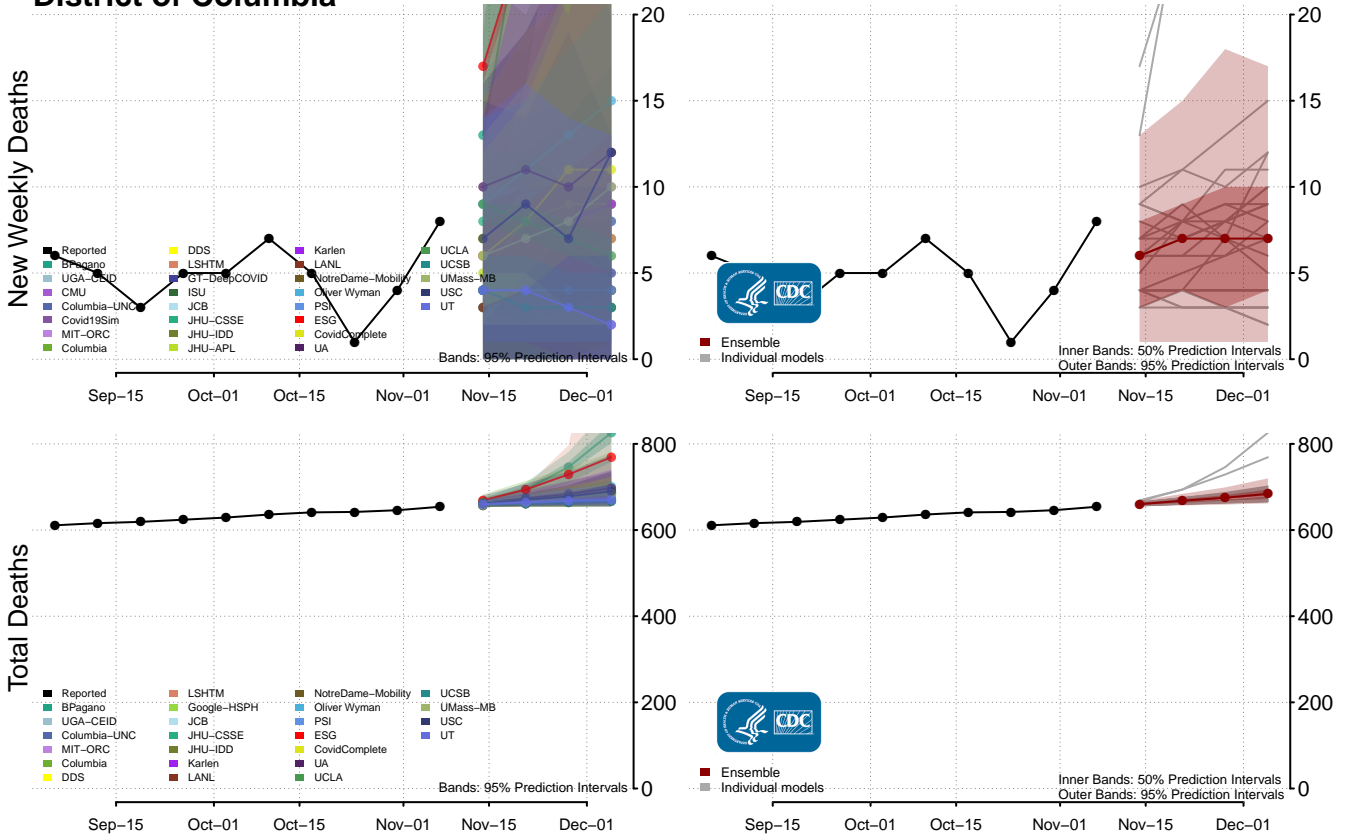 District of Columbia
New Weekly Deaths
20
15
10
5
0
Reported
BPagano
UGA−CEID
CMU
Columbia−UNC
Covid19Sim
MIT−ORC
Columbia
DDS
LSHTM
GT−DeepCOVID
ISU
JCB
JHU−CSSE
JHU−IDD
JHU−APL
Karlen
LANL
NotreDame−Mobility
Oliver Wyman
PSI
ESG
CovidComplete
UA
UCLA
UCSB
UMass−MB
USC
UT
Bands: 95% Prediction Intervals
Sep−15
Oct−01
Oct−15
Nov−01
Nov−15
Dec−01
20
15
10
5
0
CDC
Ensemble
Individual models
Inner Bands: 50% Prediction Intervals
Outer Bands: 95% Prediction Intervals
Sep−15
Oct−01
Oct−15
Nov−01
Nov−15
Dec−01
Total Deaths
800
600
400
200
0
Reported
BPagano
UGA−CEID
Columbia−UNC
MIT−ORC
Columbia
DDS
LSHTM
Google−HSPH
JCB
JHU−CSSE
JHU−IDD
Karlen
LANL
NotreDame−Mobility
Oliver Wyman
PSI
ESG
CovidComplete
UA
UCLA
UCSB
UMass−MB
USC
UT
Bands: 95% Prediction Intervals
Sep−15
Oct−01
Oct−15
Nov−01
Nov−15
Dec−01
800
600
400
200
0
CDC
Ensemble
Individual models
Inner Bands: 50% Prediction Intervals
Outer Bands: 95% Prediction Intervals
Sep−15
Oct−01
Oct−15
Nov−01
Nov−15
Dec−01